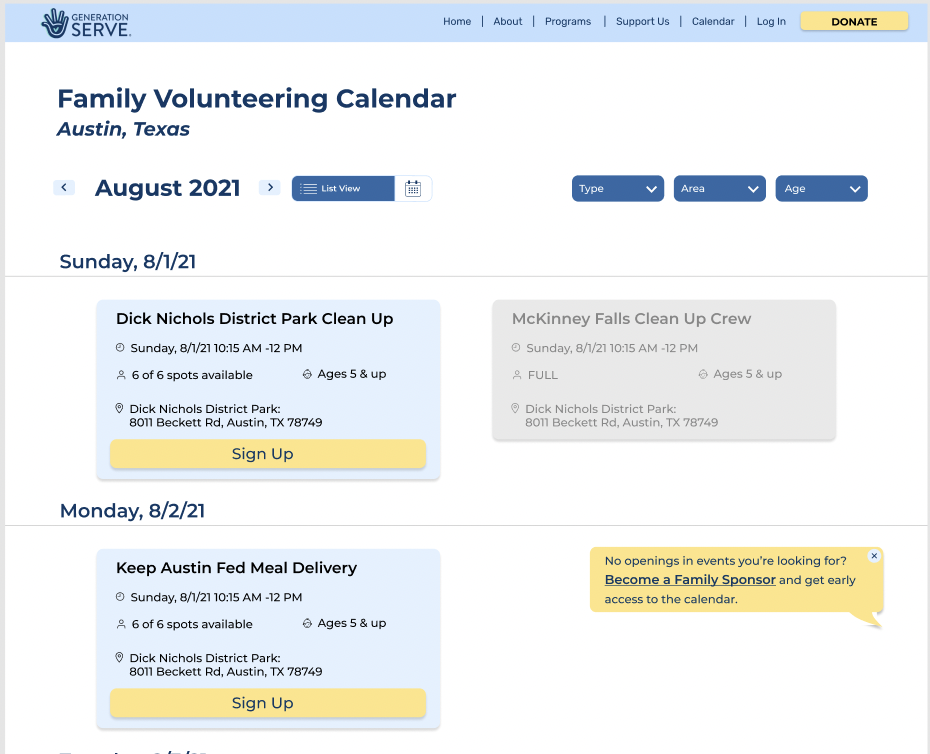 GENERATION
SERVE.
Home | About | Programs | Support Us | Calendar | Log In
DONATE
Family Volunteering Calendar
Austin, Texas
August 2021
List View
Type
Area
Age
Sunday, 8/1/21
Dick Nichols District Park Clean Up
Sunday, 8/1/21 10:15 AM -12 PM
6 of 6 spots available
Ages 5 & up
Dick Nichols District Park:
8011 Beckett Rd, Austin, TX 78749
Sign Up
McKinney Falls Clean Up Crew
Sunday, 8/1/21 10:15 AM -12 PM
FULL
Ages 5 & up
Dick Nichols District Park:
8011 Beckett Rd, Austin, TX 78749
Monday, 8/2/21
Keep Austin Fed Meal Delivery
Sunday, 8/1/21 10:15 AM -12 PM
6 of 6 spots available
Ages 5 & up
Dick Nichols District Park:
8011 Beckett Rd, Austin, TX 78749
Sign Up
No openings in events you're looking for?
Become a Family Sponsor and get early
access to the calendar.